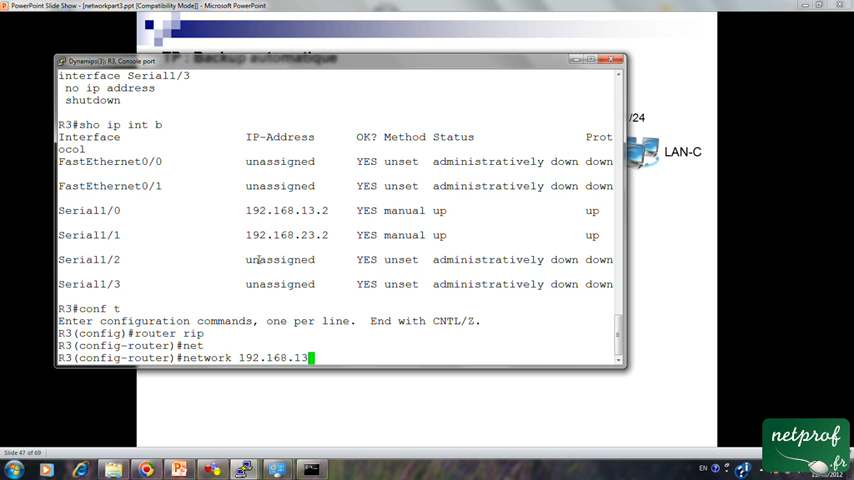 PowerPoint Slide Show - [networkpart3.ppt [Compatibility Mode]] - Microsoft PowerPoint
TP : Backup automatique
Dynamips(3): R3, Console port
interface Serial1/3
no ip address
shutdown
R3#sho ip int b
Interface IP-Address OK? Method Status Prot
ocol
FastEthernet0/0 unassigned YES unset administratively down down
FastEthernet0/1 unassigned YES unset administratively down down
Serial1/0 192.168.13.2 YES manual up up
Serial1/1 192.168.23.2 YES manual up up
Serial1/2 unassigned YES unset administratively down down
Serial1/3 unassigned YES unset administratively down down
R3#conf t
Enter configuration commands, one per line. End with CNTL/Z.
R3(config)#router rip
R3(config-router)#net
R3(config-router)#network 192.168.13
/24
LAN-C
netprof
.fr
Slide 47 of 69
EN